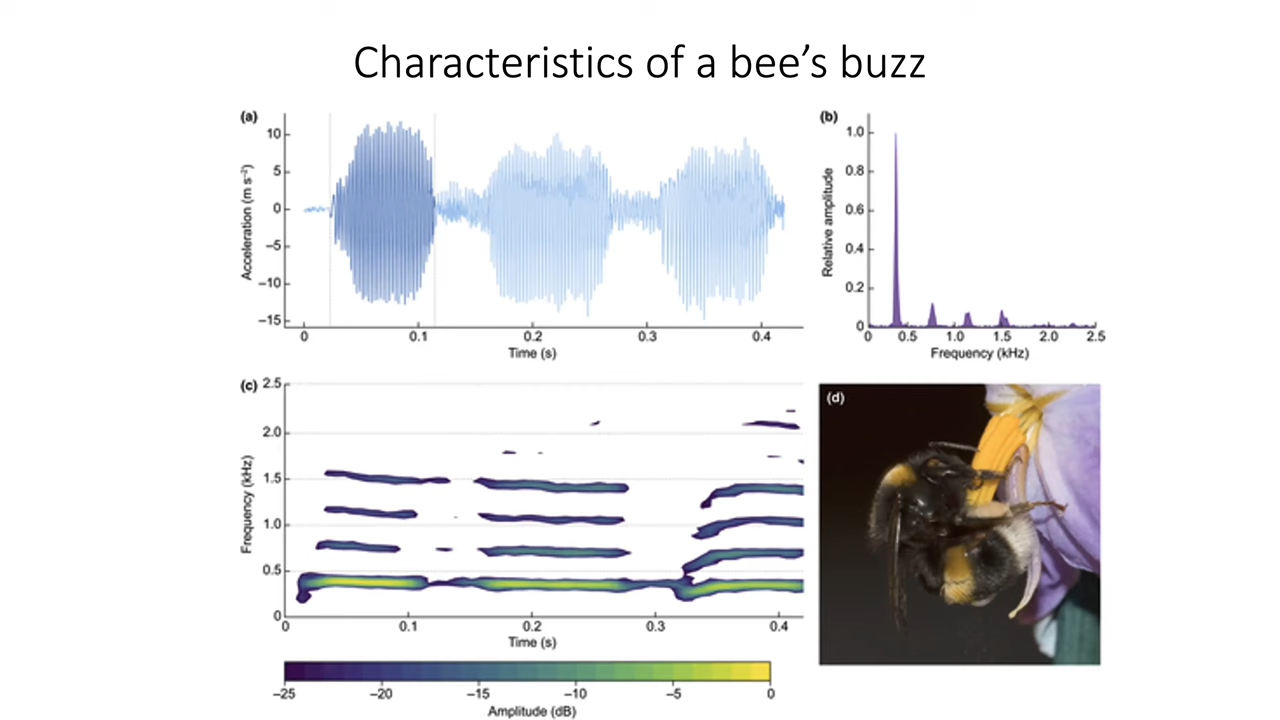 Characteristics of a bee’s buzz
(a)
10
5
0
–5
–10
–15
Acceleration (m s⁻²)
0 0.1 0.2 0.3 0.4
Time (s)
(b)
1.0
0.8
0.6
0.4
0.2
0
Relative amplitude
0 0.5 1.0 1.5 2.0 2.5
Frequency (kHz)
(c)
2.5
2.0
1.5
1.0
0.5
0
Frequency (kHz)
0 0.1 0.2 0.3 0.4
Time (s)
–25 –20 –15 –10 –5 0
Amplitude (dB)
(d)